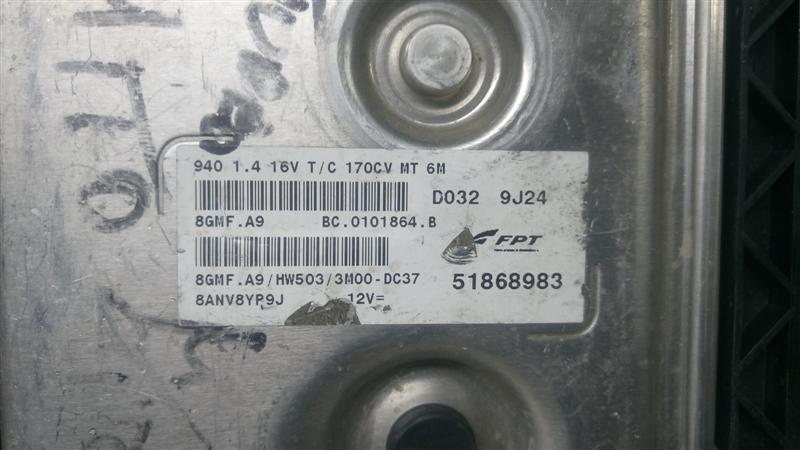 940 1.4 16V T/C 170CV MT 6M
D032 9J24
8GMF.A9 BC.0101864.B
FPT
8GMF.A9/HW503/3M00-DC37
51868983
8ANV8YP9J 12V=